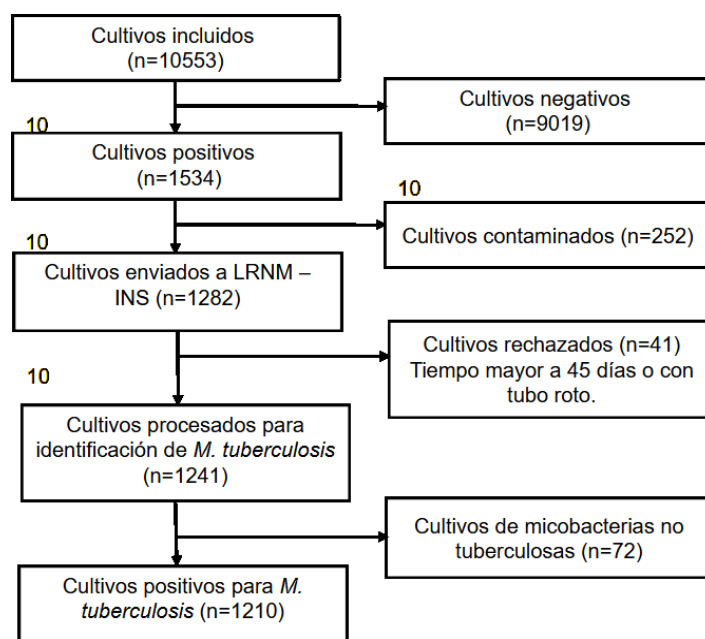 Cultivos incluidos
(n=10553)
Cultivos negativos
(n=9019)
10
Cultivos positivos
(n=1534)
10
Cultivos contaminados (n=252)
10
Cultivos enviados a LRNM –
INS (n=1282)
Cultivos rechazados (n=41)
Tiempo mayor a 45 días o con
tubo roto.
10
Cultivos procesados para
identificación de M. tuberculosis
(n=1241)
Cultivos de micobacterias no
tuberculosas (n=72)
Cultivos positivos para M.
tuberculosis (n=1210)